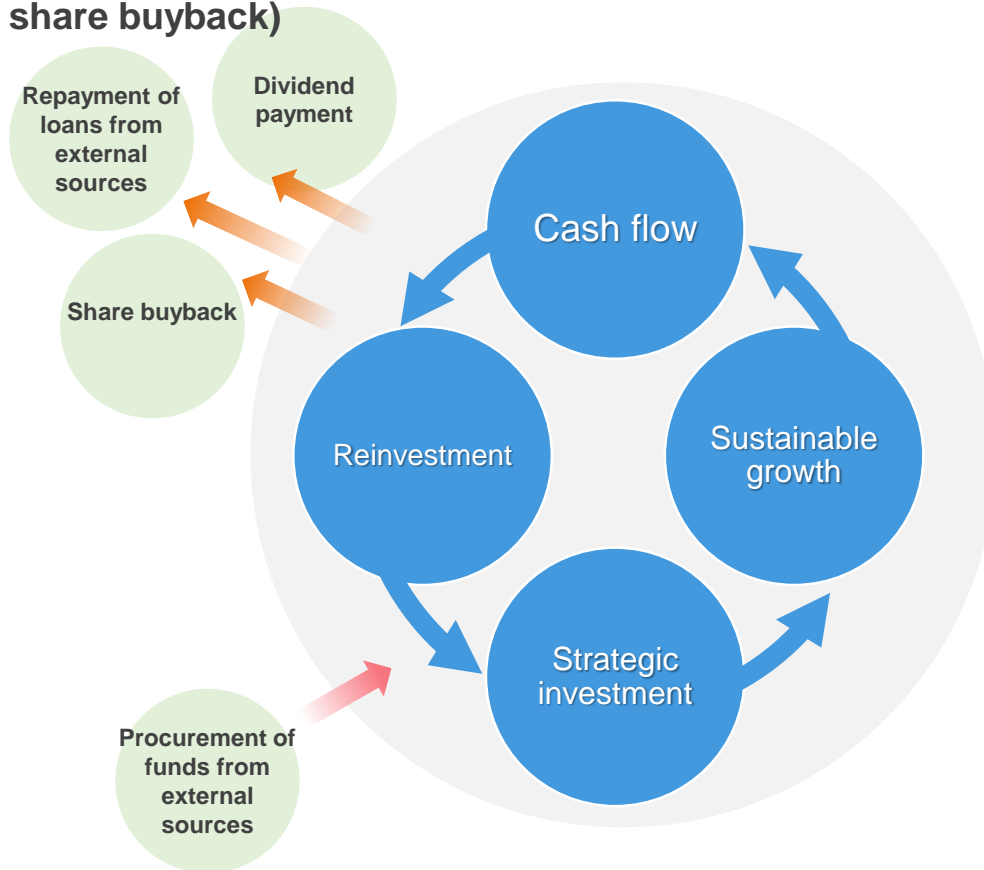 share buyback)
Dividend
payment
Repayment of
loans from
external
sources
Share buyback
Cash flow
Reinvestment
Sustainable
growth
Strategic
investment
Procurement of
funds from
external
sources